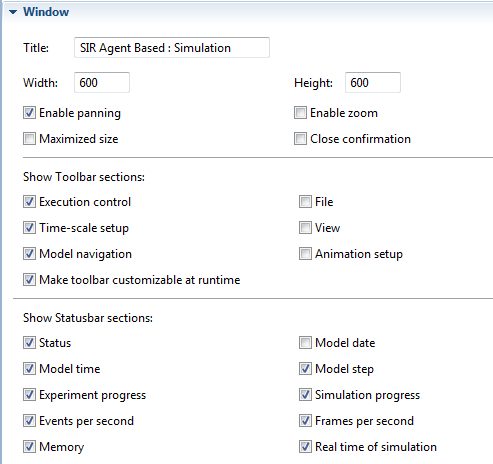 Window
Title: SIR Agent Based : Simulation
Width: 600 Height: 600
Enable panning Enable zoom
Maximized size Close confirmation
Show Toolbar sections:
Execution control File
Time-scale setup View
Model navigation Animation setup
Make toolbar customizable at runtime
Show Statusbar sections:
Status Model date
Model time Model step
Experiment progress Simulation progress
Events per second Frames per second
Memory Real time of simulation